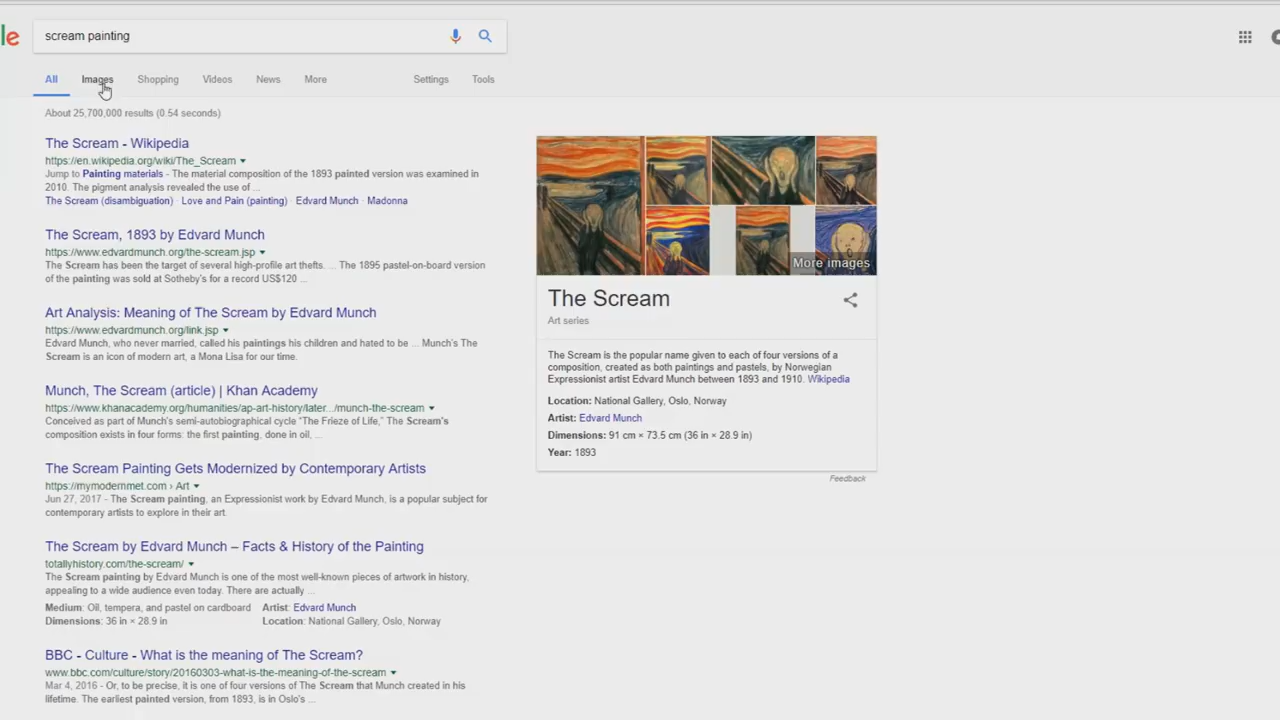 le
scream painting
All Images Shopping Videos News More Settings Tools
About 25,700,000 results (0.54 seconds)
The Scream - Wikipedia
https://en.wikipedia.org/wiki/The_Scream
Jump to Painting materials - The material composition of the 1893 painted version was examined in
2010. The pigment analysis revealed the use of ...
The Scream (disambiguation) · Love and Pain (painting) · Edvard Munch · Madonna
The Scream, 1893 by Edvard Munch
https://www.edvardmunch.org/the-scream.jsp
The Scream has been the target of several high-profile art thefts. ... The 1895 pastel-on-board version
of the painting was sold at Sotheby's for a record US$120 ...
Art Analysis: Meaning of The Scream by Edvard Munch
https://www.edvardmunch.org/link.jsp
Edvard Munch, who never married, called his paintings his children and hated to be ... Munch's The
Scream is an icon of modern art, a Mona Lisa for our time.
Munch, The Scream (article) | Khan Academy
https://www.khanacademy.org/humanities/ap-art-history/later.../munch-the-scream
Conceived as part of Munch's semi-autobiographical cycle "The Frieze of Life," The Scream's
composition exists in four forms: the first painting, done in oil, ...
The Scream Painting Gets Modernized by Contemporary Artists
https://mymodernmet.com › Art
Jun 27, 2017 - The Scream painting, an Expressionist work by Edvard Munch, is a popular subject for
contemporary artists to explore in their art.
The Scream by Edvard Munch – Facts & History of the Painting
totallyhistory.com/the-scream/
The Scream painting by Edvard Munch is one of the most well-known pieces of artwork in history,
appealing to a wide audience even today. There are actually ...
Medium: Oil, tempera, and pastel on cardboard Artist: Edvard Munch
Dimensions: 36 in × 28.9 in Location: National Gallery, Oslo, Norway
BBC - Culture - What is the meaning of The Scream?
www.bbc.com/culture/story/20160303-what-is-the-meaning-of-the-scream
Mar 4, 2016 - Or, to be precise, it is one of four versions of The Scream that Munch created in his
lifetime. The earliest painted version, from 1893, is in Oslo's ...
More images
The Scream
Art series
The Scream is the popular name given to each of four versions of a
composition, created as both paintings and pastels, by Norwegian
Expressionist artist Edvard Munch between 1893 and 1910. Wikipedia
Location: National Gallery, Oslo, Norway
Artist: Edvard Munch
Dimensions: 91 cm × 73.5 cm (36 in × 28.9 in)
Year: 1893
Feedback